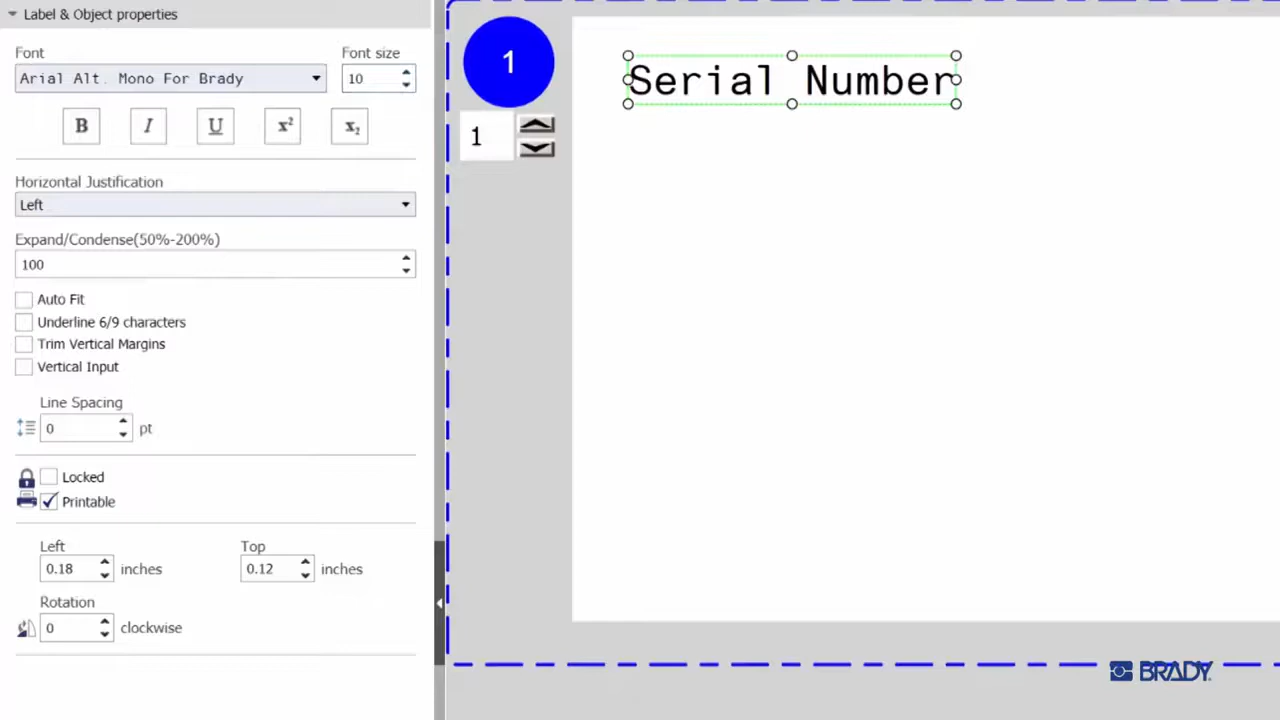 Label & Object properties
Font
Font size
Arial Alt. Mono For Brady
10
B I U x² x₂
Horizontal Justification
Left
Expand/Condense(50%-200%)
100
Auto Fit
Underline 6/9 characters
Trim Vertical Margins
Vertical Input
Line Spacing
0 pt
Locked
Printable
Left
Top
0.18 inches
0.12 inches
Rotation
0 clockwise
1
1
Serial Number
BRADY